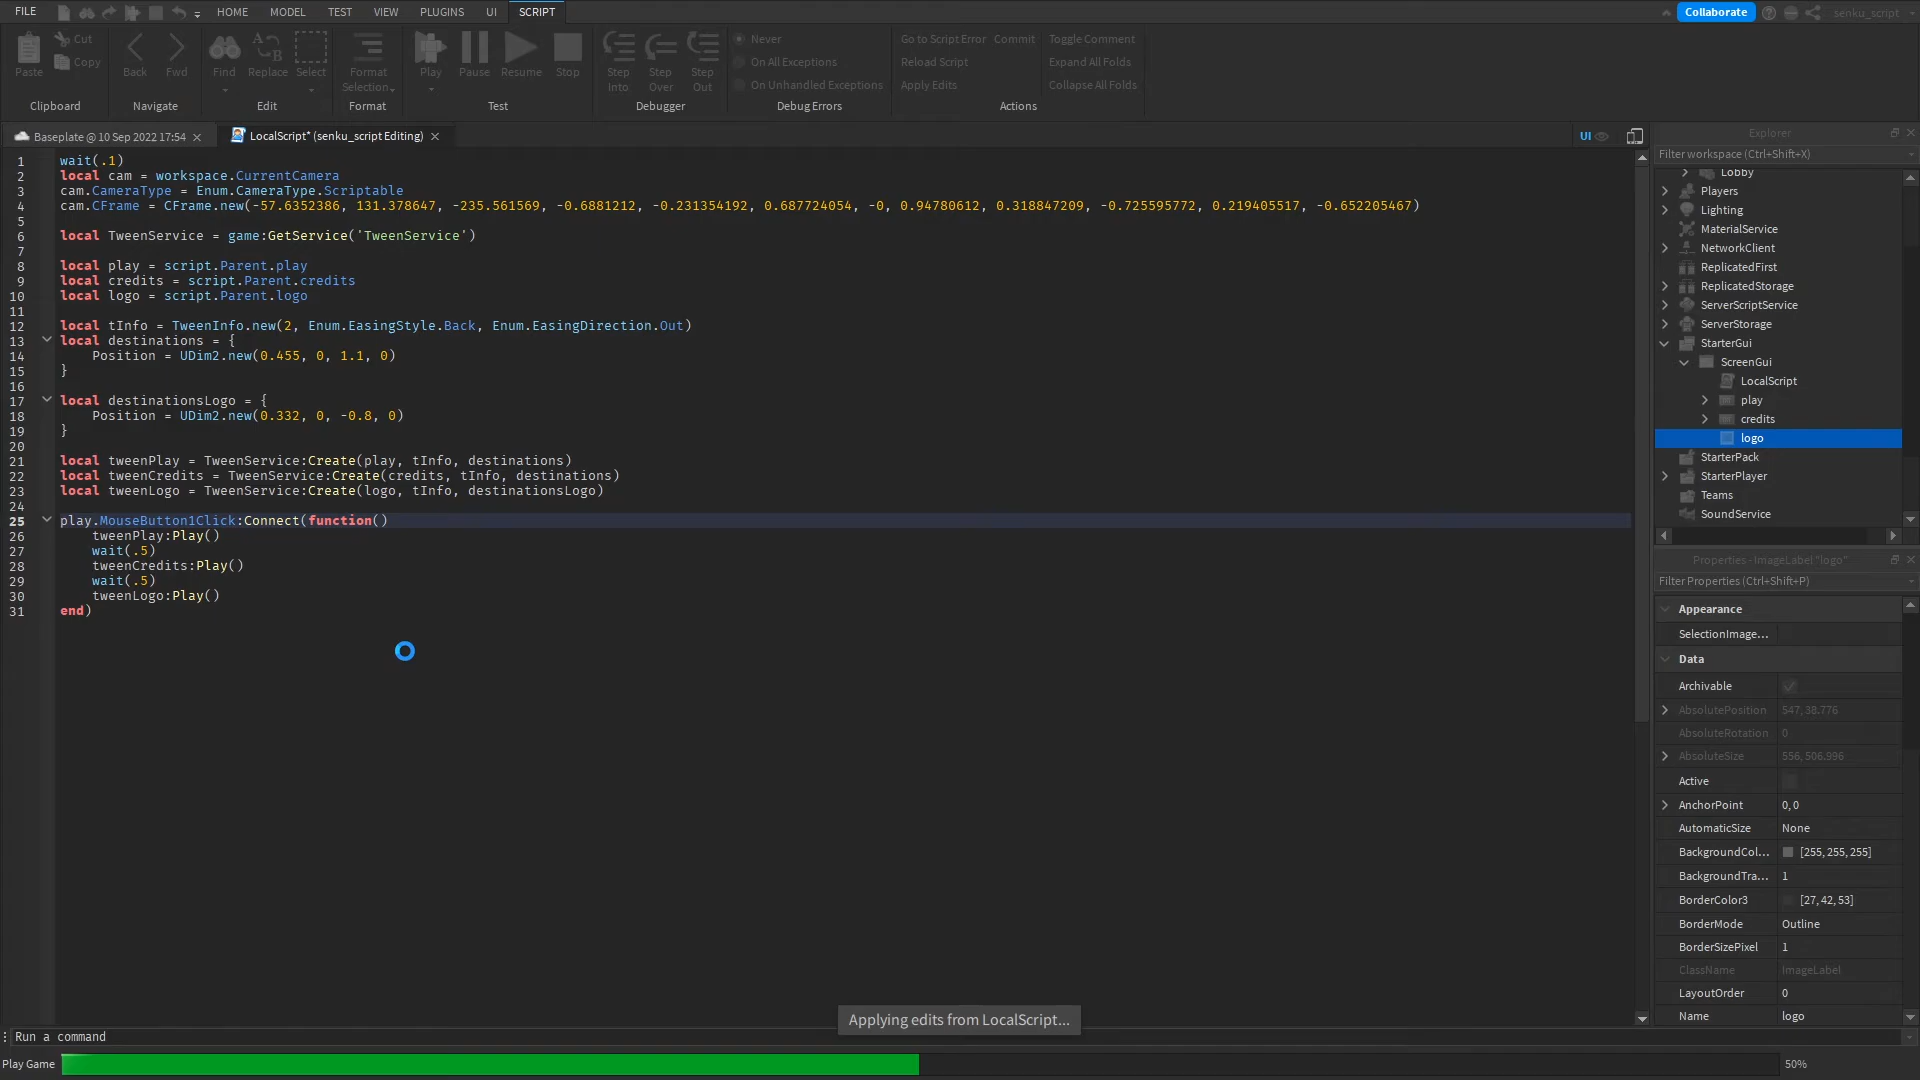 FILE HOME MODEL TEST VIEW PLUGINS UI SCRIPT Collaborate senku_script
Paste Cut Copy Back Fwd Find Replace Select Format Selection Play Pause Resume Stop Step Into Step Over Step Out
Never
On All Exceptions
On Unhandled Exceptions
Go to Script Error Commit Toggle Comment
Reload Script Expand All Folds
Apply Edits Collapse All Folds
Clipboard Navigate Edit Format Test Debugger Debug Errors Actions
Baseplate @ 10 Sep 2022 17:54 LocalScript* (senku_script Editing) UI
1 wait(.1)
2 local cam = workspace.CurrentCamera
3 cam.CameraType = Enum.CameraType.Scriptable
4 cam.CFrame = CFrame.new(-57.6352386, 131.378647, -235.561569, -0.6881212, -0.231354192, 0.687724054, -0, 0.94780612, 0.318847209, -0.725595772, 0.219405517, -0.652205467)
5
6 local TweenService = game:GetService('TweenService')
7
8 local play = script.Parent.play
9 local credits = script.Parent.credits
10 local logo = script.Parent.logo
11
12 local tInfo = TweenInfo.new(2, Enum.EasingStyle.Back, Enum.EasingDirection.Out)
13 local destinations = {
14 Position = UDim2.new(0.455, 0, 1.1, 0)
15 }
16
17 local destinationsLogo = {
18 Position = UDim2.new(0.332, 0, -0.8, 0)
19 }
20
21 local tweenPlay = TweenService:Create(play, tInfo, destinations)
22 local tweenCredits = TweenService:Create(credits, tInfo, destinations)
23 local tweenLogo = TweenService:Create(logo, tInfo, destinationsLogo)
24
25 play.MouseButton1Click:Connect(function()
26 tweenPlay:Play()
27 wait(.5)
28 tweenCredits:Play()
29 wait(.5)
30 tweenLogo:Play()
31 end)
Explorer
Filter workspace (Ctrl+Shift+X)
Lobby
Players
Lighting
MaterialService
NetworkClient
ReplicatedFirst
ReplicatedStorage
ServerScriptService
ServerStorage
StarterGui
ScreenGui
LocalScript
play
credits
logo
StarterPack
StarterPlayer
Teams
SoundService
Properties - ImageLabel "logo"
Filter Properties (Ctrl+Shift+P)
Appearance
SelectionImage...
Data
Archivable
AbsolutePosition 547, 38.776
AbsoluteRotation 0
AbsoluteSize 556, 506.996
Active
AnchorPoint 0, 0
AutomaticSize None
BackgroundCol... [255, 255, 255]
BackgroundTra... 1
BorderColor3 [27, 42, 53]
BorderMode Outline
BorderSizePixel 1
ClassName ImageLabel
LayoutOrder 0
Name logo
Applying edits from LocalScript...
Run a command
Play Game 50%